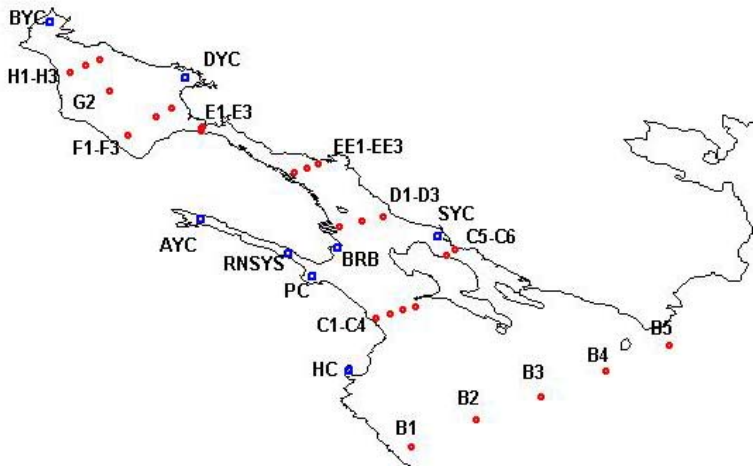 BYC
DYC
H1-H3
G2
E1-E3
F1-F3
EE1-EE3
D1-D3
SYC
AYC
C5-C6
RNSYS
BRB
PC
C1-C4
B5
HC
B4
B3
B2
B1